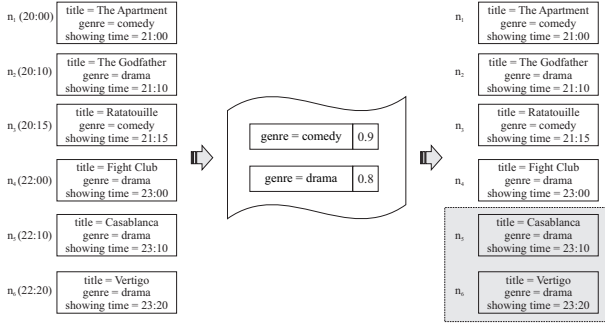 n₁ (20:00)
title = The Apartment
genre = comedy
showing time = 21:00
n₂ (20:10)
title = The Godfather
genre = drama
showing time = 21:10
n₃ (20:15)
title = Ratatouille
genre = comedy
showing time = 21:15
n₄ (22:00)
title = Fight Club
genre = drama
showing time = 23:00
n₅ (22:10)
title = Casablanca
genre = drama
showing time = 23:10
n₆ (22:20)
title = Vertigo
genre = drama
showing time = 23:20
genre = comedy 0.9
genre = drama 0.8
n₁
title = The Apartment
genre = comedy
showing time = 21:00
n₂
title = The Godfather
genre = drama
showing time = 21:10
n₃
title = Ratatouille
genre = comedy
showing time = 21:15
n₄
title = Fight Club
genre = drama
showing time = 23:00
n₅
title = Casablanca
genre = drama
showing time = 23:10
n₆
title = Vertigo
genre = drama
showing time = 23:20